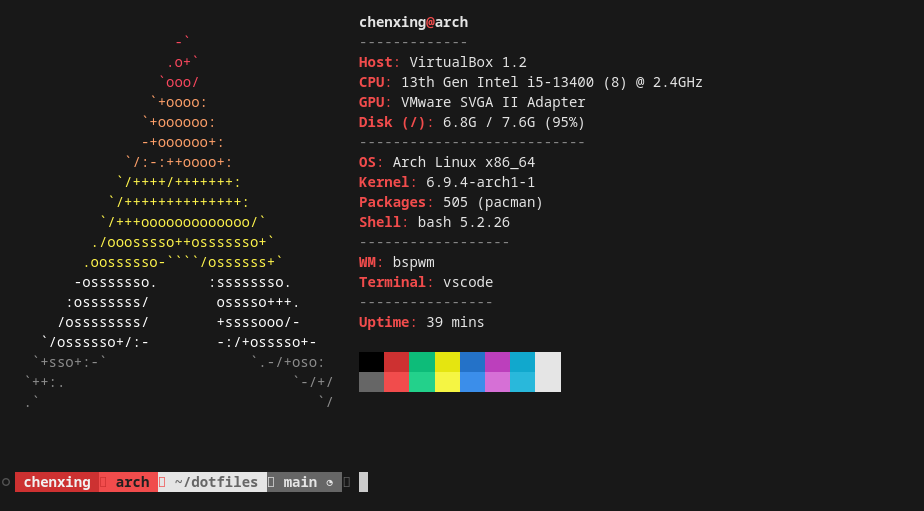 chenxing@arch
-------------
Host: VirtualBox 1.2
CPU: 13th Gen Intel i5-13400 (8) @ 2.4GHz
GPU: VMware SVGA II Adapter
Disk (/): 6.8G / 7.6G (95%)
---------------------------
OS: Arch Linux x86_64
Kernel: 6.9.4-arch1-1
Packages: 505 (pacman)
Shell: bash 5.2.26
------------------
WM: bspwm
Terminal: vscode
----------------
Uptime: 39 mins
                  -`
                 .o+`
                `ooo/
               `+oooo:
              `+oooooo:
              -+oooooo+:
            `/:-:++oooo+:
           `/++++/+++++++:
          `/++++++++++++++:
         `/+++ooooooooooooo/`
        ./ooosssso++osssssso+`
       .oossssso-````/ossssss+`
      -osssssso.      :ssssssso.
     :osssssss/        osssso+++.
    /ossssssss/        +ssssooo/-
  `/ossssso+/:-        -:/+osssso+-
 `+sso+:-`                 `.-/+oso:
`++:.                           `-/+/
.`                                 `/
chenxing arch ~/dotfiles main